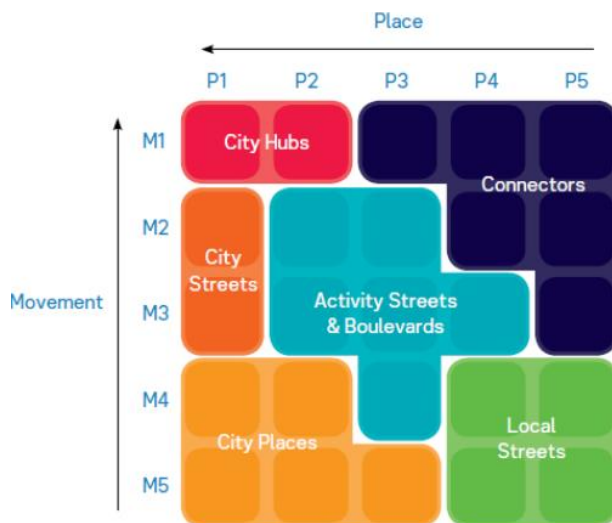 Place
P1 P2 P3 P4 P5
M1
City Hubs
Connectors
M2
City
Streets
Movement
M3
Activity Streets
& Boulevards
M4
City Places
Local
Streets
M5